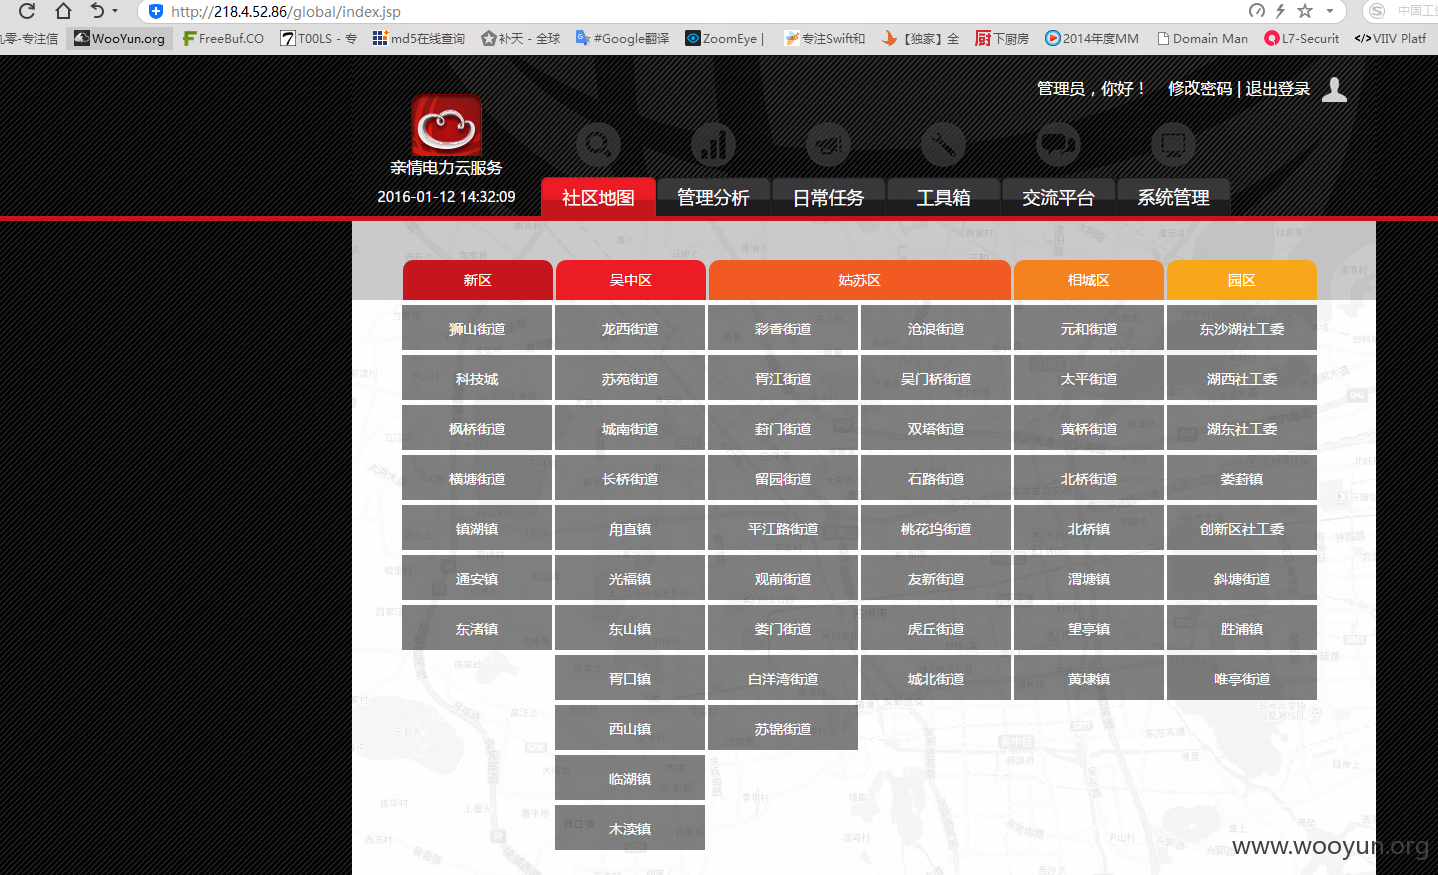 http://218.4.52.86/global/index.jsp
中国工
零-专注信 WooYun.org FreeBuf.CO T00LS - 专 md5在线查询 补天 - 全球 #Google翻译 ZoomEye | 专注Swift和 【独家】全 下厨房 2014年度MM Domain Man L7-Securit VIIV Platf
管理员，你好！ 修改密码 | 退出登录
亲情电力云服务
2016-01-12 14:32:09
社区地图 管理分析 日常任务 工具箱 交流平台 系统管理
新区 吴中区 姑苏区 相城区 园区
狮山街道 龙西街道 彩香街道 沧浪街道 元和街道 东沙湖社工委
科技城 苏苑街道 胥江街道 吴门桥街道 太平街道 湖西社工委
枫桥街道 城南街道 葑门街道 双塔街道 黄桥街道 湖东社工委
横塘街道 长桥街道 留园街道 石路街道 北桥街道 娄葑镇
镇湖镇 甪直镇 平江路街道 桃花坞街道 北桥镇 创新区社工委
通安镇 光福镇 观前街道 友新街道 渭塘镇 斜塘街道
东渚镇 东山镇 娄门街道 虎丘街道 望亭镇 胜浦镇
胥口镇 白洋湾街道 城北街道 黄埭镇 唯亭街道
西山镇 苏锦街道
临湖镇
木渎镇
www.wooyun.org